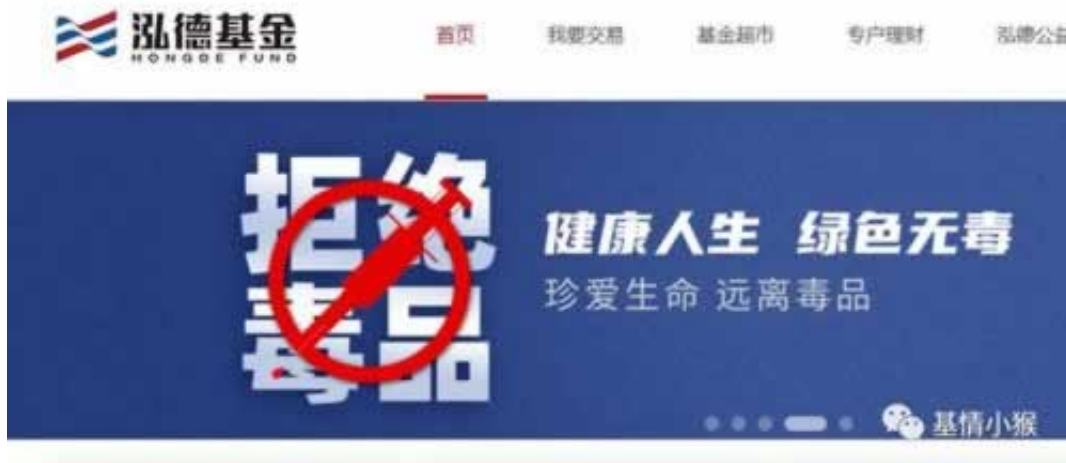 泓德基金
HONGDE FUND
首页 我要交易 基金超市 专户理财 泓德公益
拒绝
毒品
健康人生 绿色无毒
珍爱生命 远离毒品
基情小猴